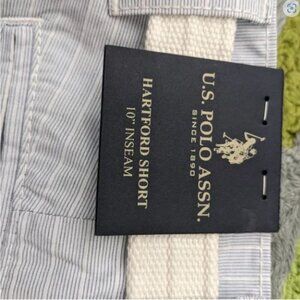 U.S. POLO ASSN.
SINCE 1890
HARTFORD SHORT
10" INSEAM